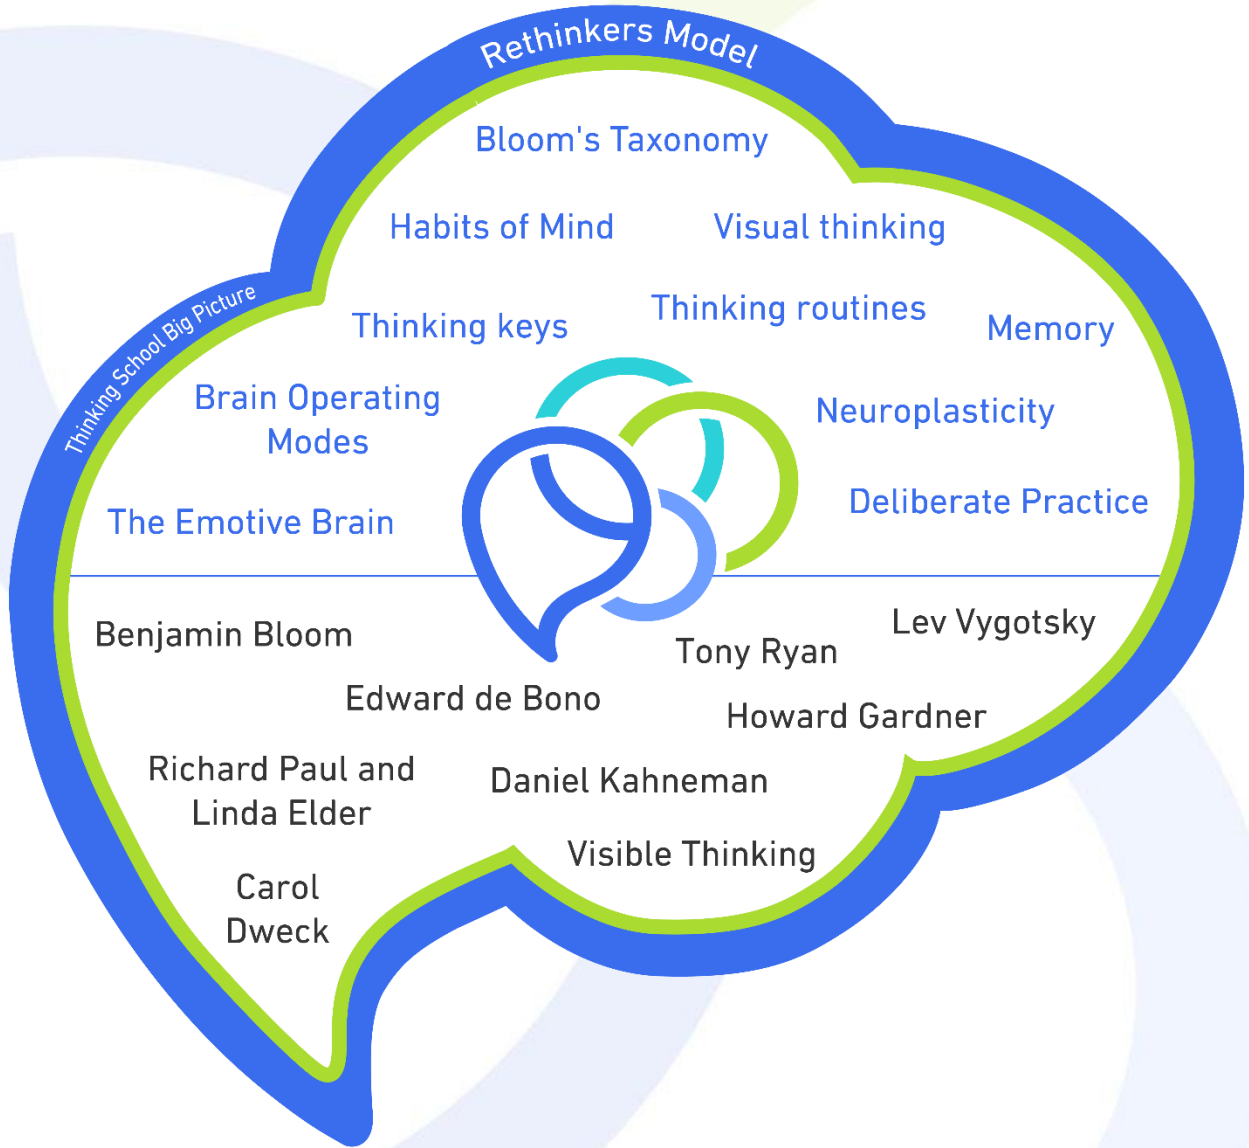 Rethinkers Model
Thinking School Big Picture
Bloom's Taxonomy
Habits of Mind
Visual thinking
Thinking keys
Thinking routines
Memory
Brain Operating
Modes
Neuroplasticity
The Emotive Brain
Deliberate Practice
Benjamin Bloom
Tony Ryan
Lev Vygotsky
Edward de Bono
Howard Gardner
Richard Paul and
Linda Elder
Daniel Kahneman
Visible Thinking
Carol
Dweck